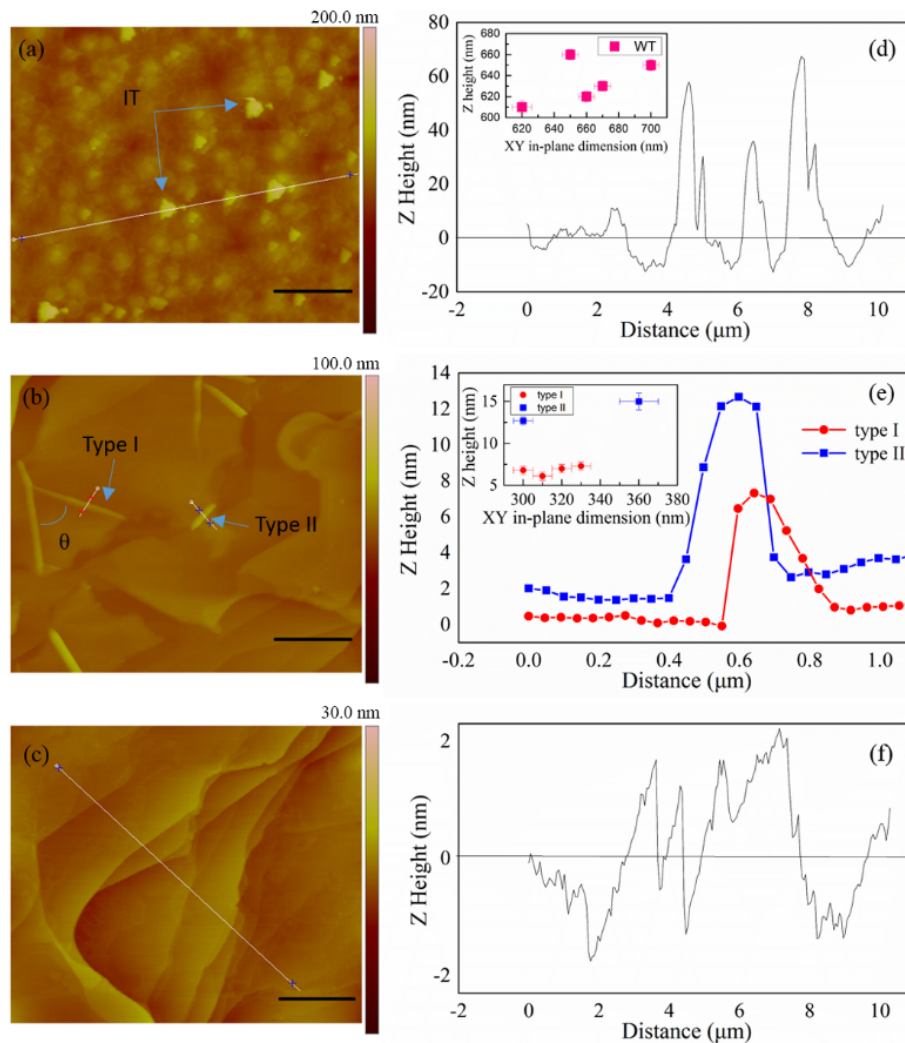 200.0 nm
(a)
IT
(d)
Z Height (nm)
80
60
40
20
0
-20
-2
0
2
4
6
8
10
Distance (μm)
Z height (nm)
680
660
640
620
600
620
640
660
680
700
XY in-plane dimension (nm)
WT
100.0 nm
(b)
Type I
Type II
θ
(e)
Z Height (nm)
14
12
10
8
6
4
2
0
-0.2
0.0
0.2
0.4
0.6
0.8
1.0
Distance (μm)
type I
type II
Z height (nm)
15
10
5
300
320
340
360
380
XY in-plane dimension (nm)
type I
type II
30.0 nm
(c)
(f)
Z Height (nm)
2
0
-2
-2
0
2
4
6
8
10
Distance (μm)